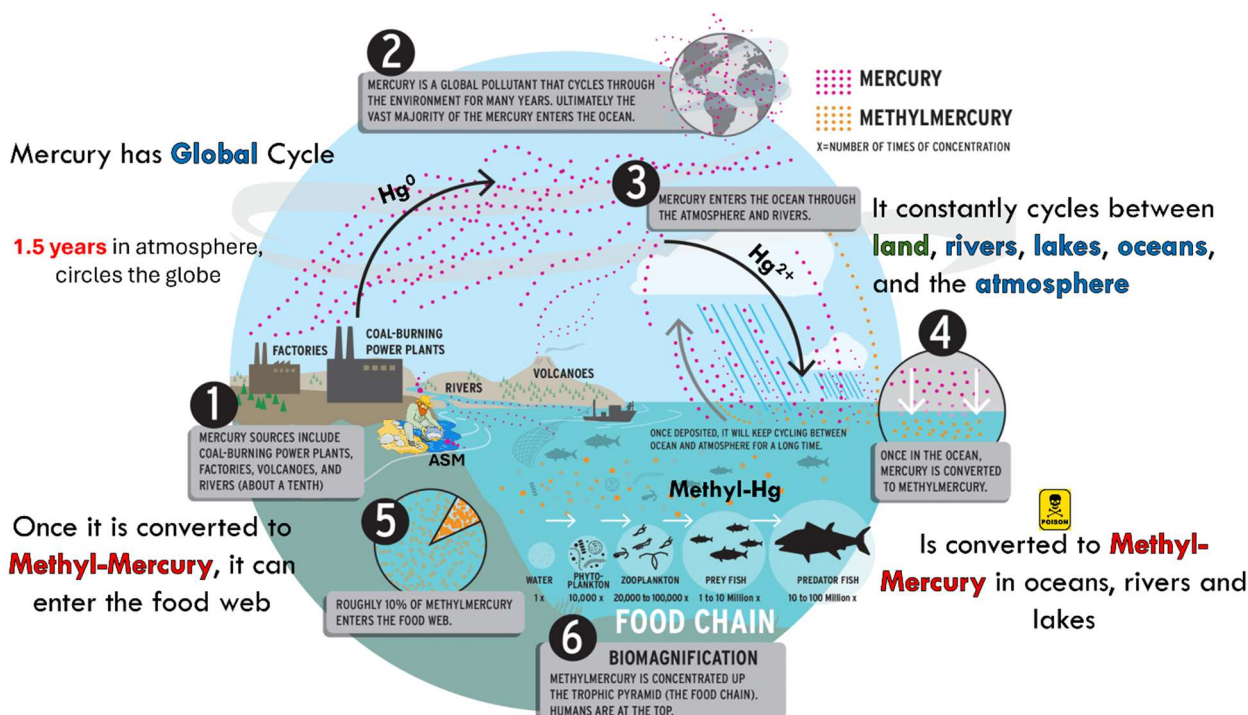 2
MERCURY IS A GLOBAL POLLUTANT THAT CYCLES THROUGH
THE ENVIRONMENT FOR MANY YEARS. ULTIMATELY THE
VAST MAJORITY OF THE MERCURY ENTERS THE OCEAN.
MERCURY
METHYLMERCURY
X=NUMBER OF TIMES OF CONCENTRATION
Mercury has Global Cycle
1.5 years in atmosphere,
circles the globe
Hg0
3
MERCURY ENTERS THE OCEAN THROUGH
THE ATMOSPHERE AND RIVERS.
Hg2+
It constantly cycles between
land, rivers, lakes, oceans,
and the atmosphere
FACTORIES
COAL-BURNING
POWER PLANTS
RIVERS
VOLCANOES
1
MERCURY SOURCES INCLUDE
COAL-BURNING POWER PLANTS,
FACTORIES, VOLCANOES, AND
RIVERS (ABOUT A TENTH)
ASM
ONCE DEPOSITED, IT WILL KEEP CYCLING BETWEEN
OCEAN AND ATMOSPHERE FOR A LONG TIME.
4
ONCE IN THE OCEAN,
MERCURY IS CONVERTED
TO METHYLMERCURY.
POISON
Is converted to Methyl-
Mercury in oceans, rivers and
lakes
Once it is converted to
Methyl-Mercury, it can
enter the food web
5
ROUGHLY 10% OF METHYLMERCURY
ENTERS THE FOOD WEB.
Methyl-Hg
WATER
1 x
PHYTO-
PLANKTON
10,000 x
ZOOPLANKTON
20,000 to 100,000 x
PREY FISH
1 to 10 Million x
PREDATOR FISH
10 to 100 Million x
FOOD CHAIN
6
BIOMAGNIFICATION
METHYLMERCURY IS CONCENTRATED UP
THE TROPHIC PYRAMID (THE FOOD CHAIN).
HUMANS ARE AT THE TOP.